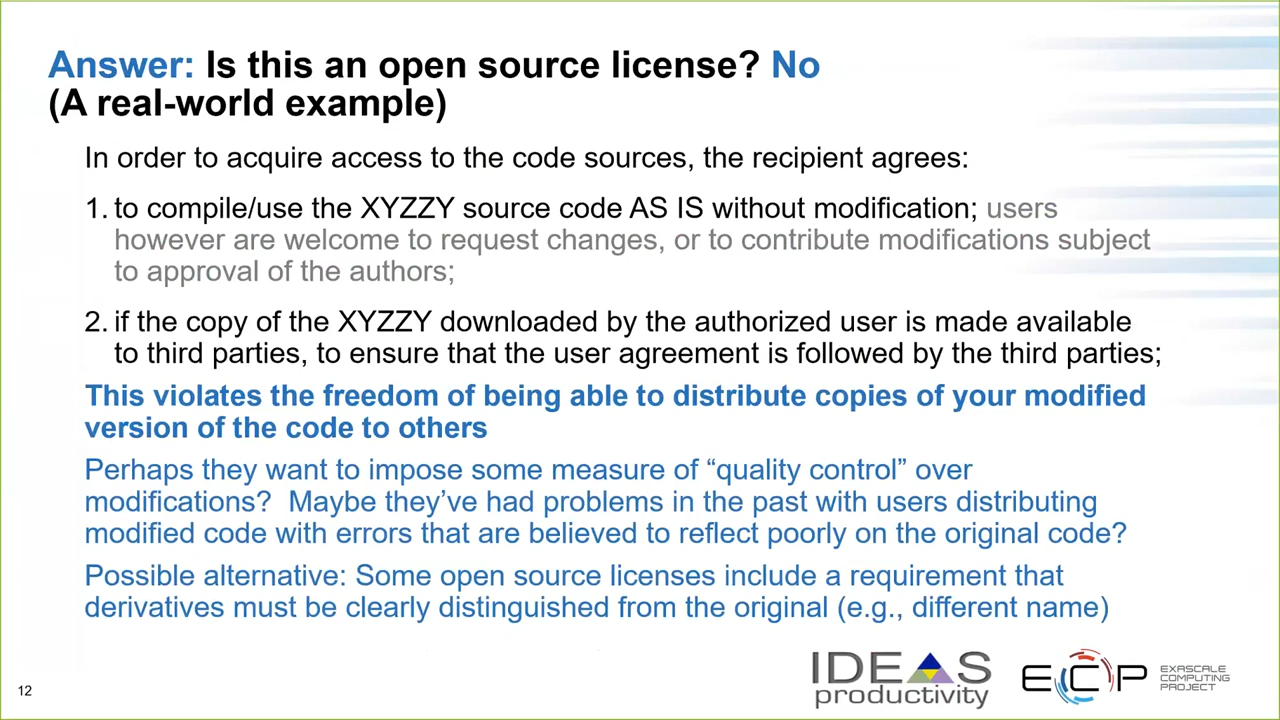 Answer: Is this an open source license? No
(A real-world example)
In order to acquire access to the code sources, the recipient agrees:
1. to compile/use the XYZZY source code AS IS without modification; users
however are welcome to request changes, or to contribute modifications subject
to approval of the authors;
2. if the copy of the XYZZY downloaded by the authorized user is made available
to third parties, to ensure that the user agreement is followed by the third parties;
This violates the freedom of being able to distribute copies of your modified
version of the code to others
Perhaps they want to impose some measure of “quality control” over
modifications?  Maybe they’ve had problems in the past with users distributing
modified code with errors that are believed to reflect poorly on the original code?
Possible alternative: Some open source licenses include a requirement that
derivatives must be clearly distinguished from the original (e.g., different name)
12
IDEAS
productivity
ECP
EXASCALE
COMPUTING
PROJECT